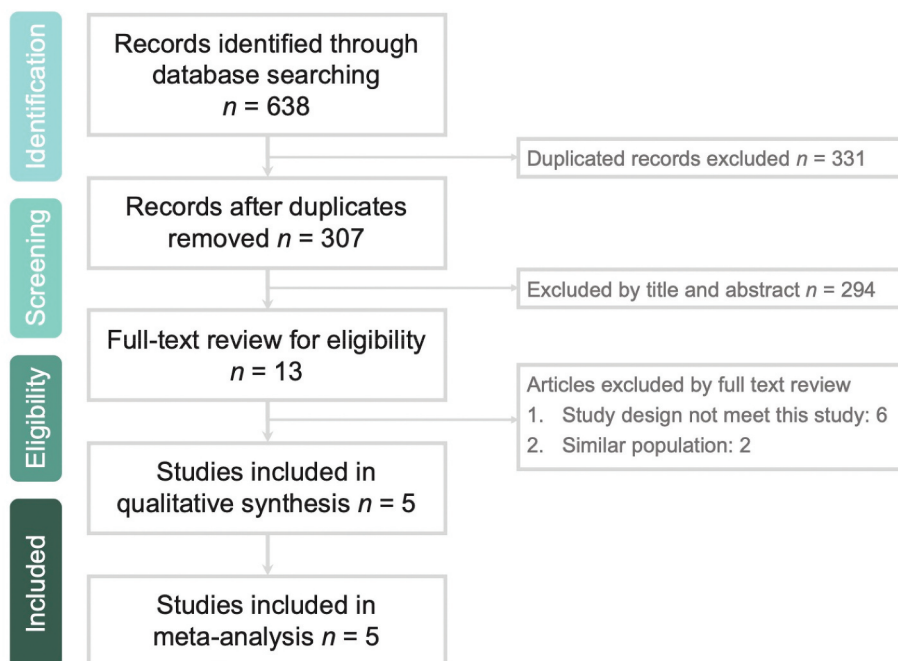 Identification
Records identified through
database searching
n = 638
Duplicated records excluded n = 331
Screening
Records after duplicates
removed n = 307
Excluded by title and abstract n = 294
Eligibility
Full-text review for eligibility
n = 13
Articles excluded by full text review
1. Study design not meet this study: 6
2. Similar population: 2
Studies included in
qualitative synthesis n = 5
Included
Studies included in
meta-analysis n = 5